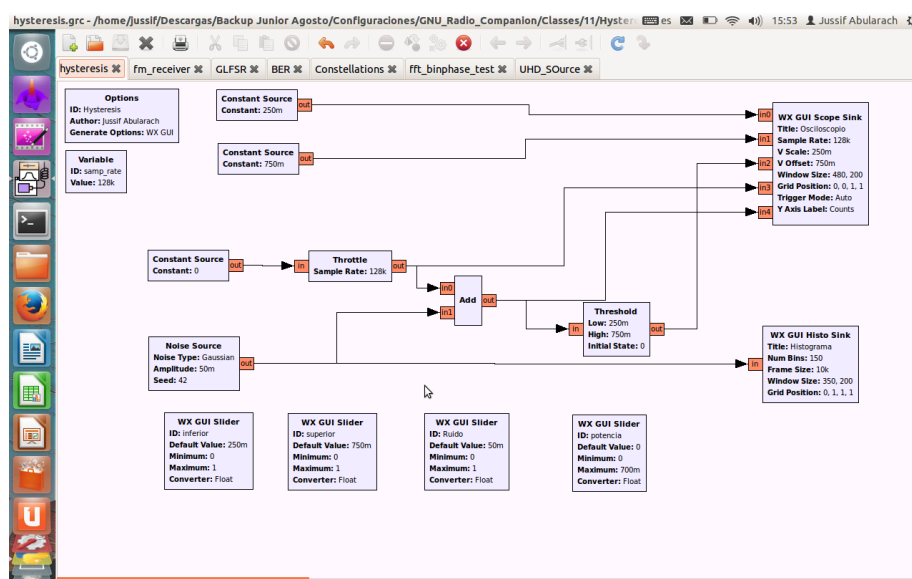 hysteresis.grc - /home/jussif/Descargas/Backup Junior Agosto/Configuraciones/GNU_Radio_Companion/Classes/11/Hyster
es 15:53 Jussif Abularach
hysteresis fm_receiver GLFSR BER Constellations fft_binphase_test UHD_SOurce
Options
ID: Hysteresis
Author: Jussif Abularach
Generate Options: WX GUI
Variable
ID: samp_rate
Value: 128k
Constant Source
Constant: 250m
out
Constant Source
Constant: 750m
out
in0
in1
in2
in3
in4
WX GUI Scope Sink
Title: Osciloscopio
Sample Rate: 128k
V Scale: 250m
V Offset: 750m
Window Size: 480, 200
Grid Position: 0, 0, 1, 1
Trigger Mode: Auto
Y Axis Label: Counts
Constant Source
Constant: 0
out
in
Throttle
Sample Rate: 128k
out
in0
in1
Add
out
in
Threshold
Low: 250m
High: 750m
Initial State: 0
out
Noise Source
Noise Type: Gaussian
Amplitude: 50m
Seed: 42
out
in
WX GUI Histo Sink
Title: Histograma
Num Bins: 150
Frame Size: 10k
Window Size: 350, 200
Grid Position: 0, 1, 1, 1
WX GUI Slider
ID: inferior
Default Value: 250m
Minimum: 0
Maximum: 1
Converter: Float
WX GUI Slider
ID: superior
Default Value: 750m
Minimum: 0
Maximum: 1
Converter: Float
WX GUI Slider
ID: Ruido
Default Value: 50m
Minimum: 0
Maximum: 1
Converter: Float
WX GUI Slider
ID: potencia
Default Value: 0
Minimum: 0
Maximum: 700m
Converter: Float